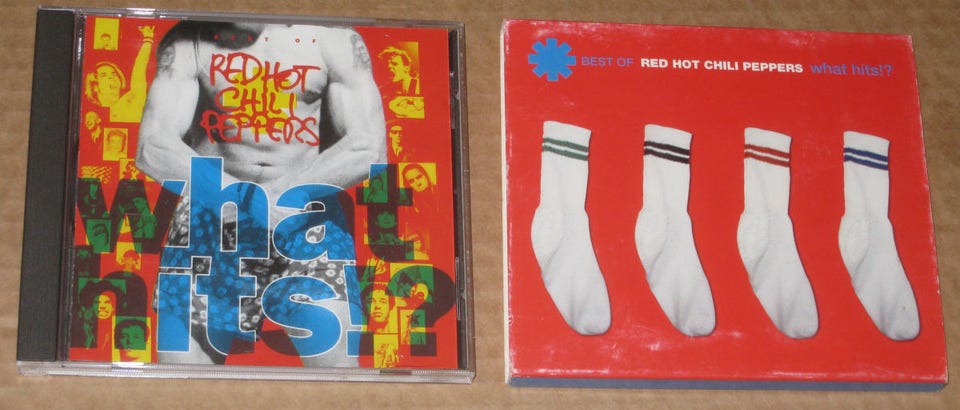 BEST OF
RED HOT
CHILI
PEPPERS
what
hits!?
BEST OF RED HOT CHILI PEPPERS what hits!?